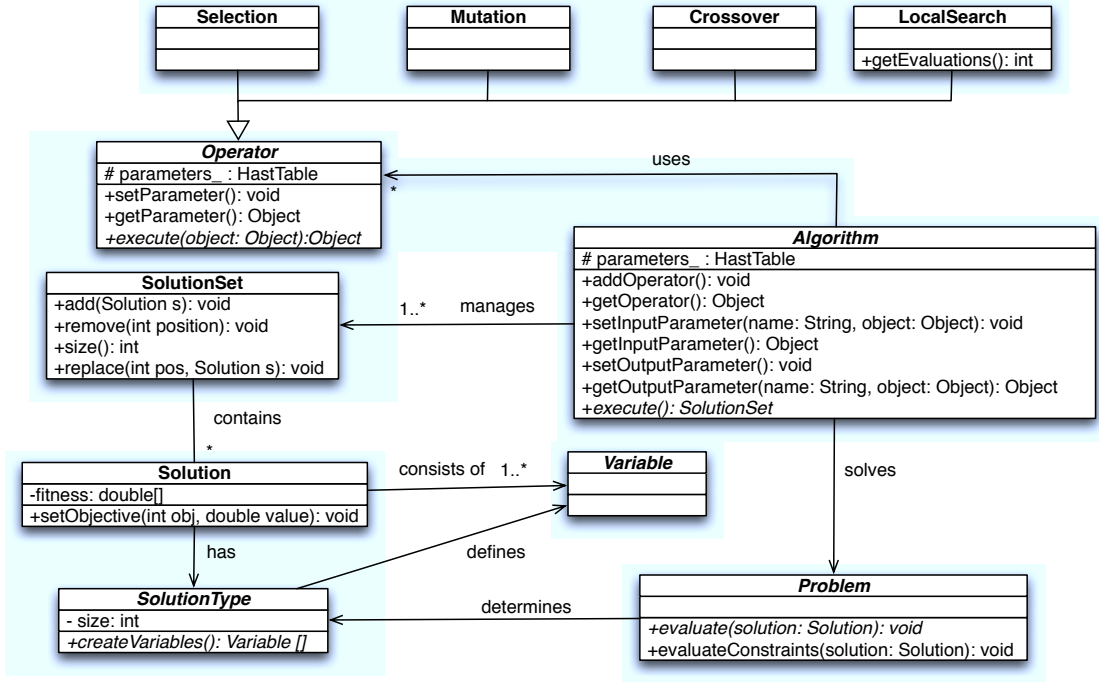 Selection
Mutation
Crossover
LocalSearch
+getEvaluations(): int
Operator
# parameters_ : HastTable
+setParameter(): void
+getParameter(): Object
+execute(object: Object):Object
uses
*
Algorithm
# parameters_ : HastTable
+addOperator(): void
+getOperator(): Object
+setInputParameter(name: String, object: Object): void
+getInputParameter(): Object
+setOutputParameter(): void
+getOutputParameter(name: String, object: Object): Object
+execute(): SolutionSet
SolutionSet
+add(Solution s): void
+remove(int position): void
+size(): int
+replace(int pos, Solution s): void
1..* manages
contains
*
Solution
-fitness: double[]
+setObjective(int obj, double value): void
consists of 1..*
Variable
solves
has
defines
SolutionType
- size: int
+createVariables(): Variable []
determines
Problem
+evaluate(solution: Solution): void
+evaluateConstraints(solution: Solution): void